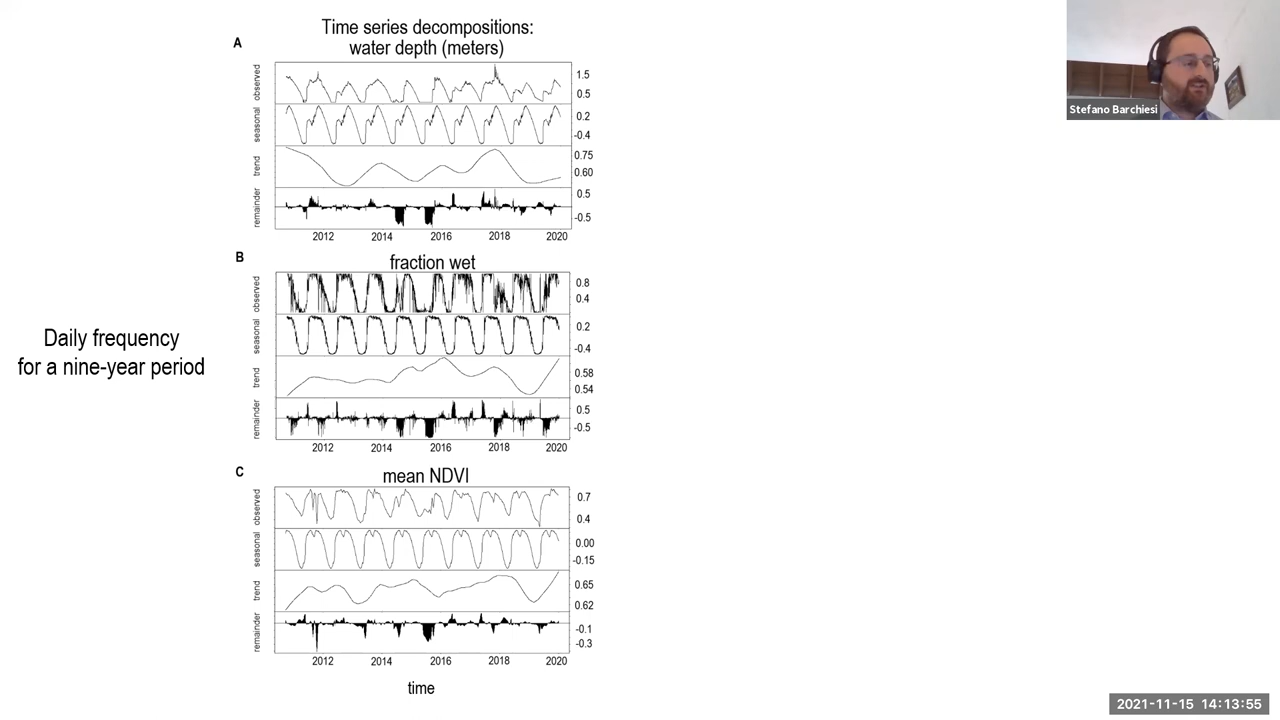 Time series decompositions:
water depth (meters)
A
observed
1.5
0.5
seasonal
0.2
-0.4
trend
0.75
0.60
remainder
0.5
-0.5
2012 2014 2016 2018 2020
B
fraction wet
observed
0.8
0.4
seasonal
0.2
-0.4
trend
0.58
0.54
remainder
0.5
-0.5
2012 2014 2016 2018 2020
C
mean NDVI
observed
0.7
0.4
seasonal
0.00
-0.15
trend
0.65
0.62
remainder
-0.1
-0.3
2012 2014 2016 2018 2020
time
Daily frequency
for a nine-year period
Stefano Barchiesi
2021-11-15 14:13:55